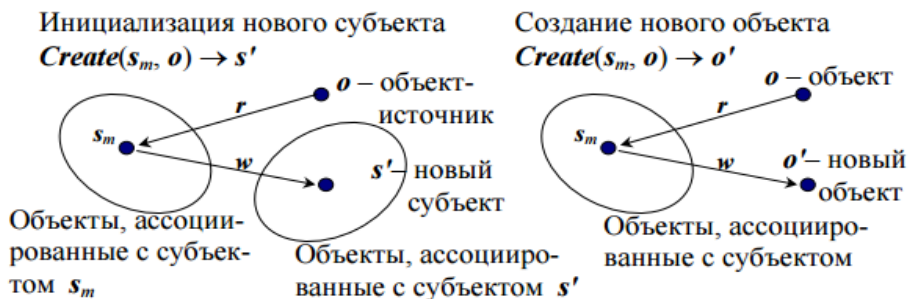 Инициализация нового субъекта
Create(sm, o) → s'
o – объект-
источник
r
sm
w
s'– новый
субъект
Объекты, ассоции-
рованные с субъек-
том sm
Объекты, ассоцииро-
ванные с субъектом s'
Создание нового объекта
Create(sm, o) → o'
o – объект
r
sm
w
o'– новый
объект
Объекты, ассоцииро-
ванные с субъектом